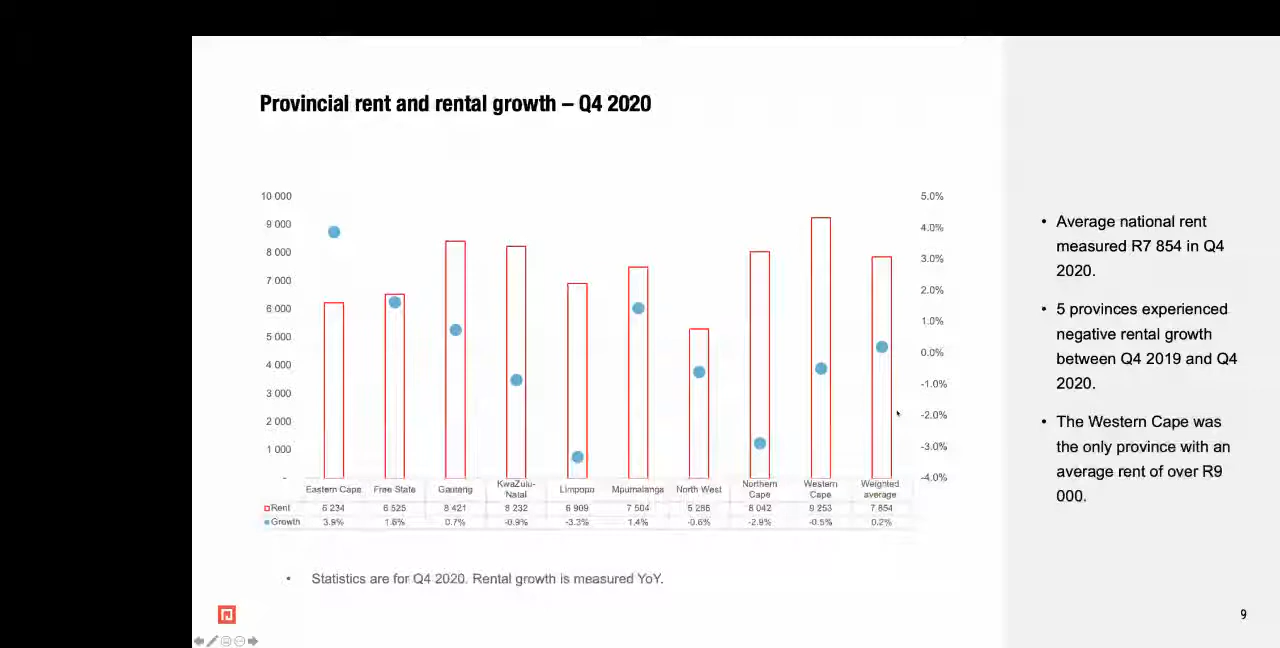 Provincial rent and rental growth – Q4 2020
10 000
9 000
8 000
7 000
6 000
5 000
4 000
3 000
2 000
1 000
-
5.0%
4.0%
3.0%
2.0%
1.0%
0.0%
-1.0%
-2.0%
-3.0%
-4.0%
Eastern Cape Free State Gauteng KwaZulu-Natal Limpopo Mpumalanga North West Northern Cape Western Cape Weighted average
Rent 6 234 6 525 8 421 8 232 6 909 7 504 5 286 8 042 9 253 7 854
Growth 3.9% 1.6% 0.7% -0.9% -3.3% 1.4% -0.6% -2.9% -0.5% 0.2%
• Statistics are for Q4 2020. Rental growth is measured YoY.
• Average national rent
measured R7 854 in Q4
2020.
• 5 provinces experienced
negative rental growth
between Q4 2019 and Q4
2020.
• The Western Cape was
the only province with an
average rent of over R9
000.
9